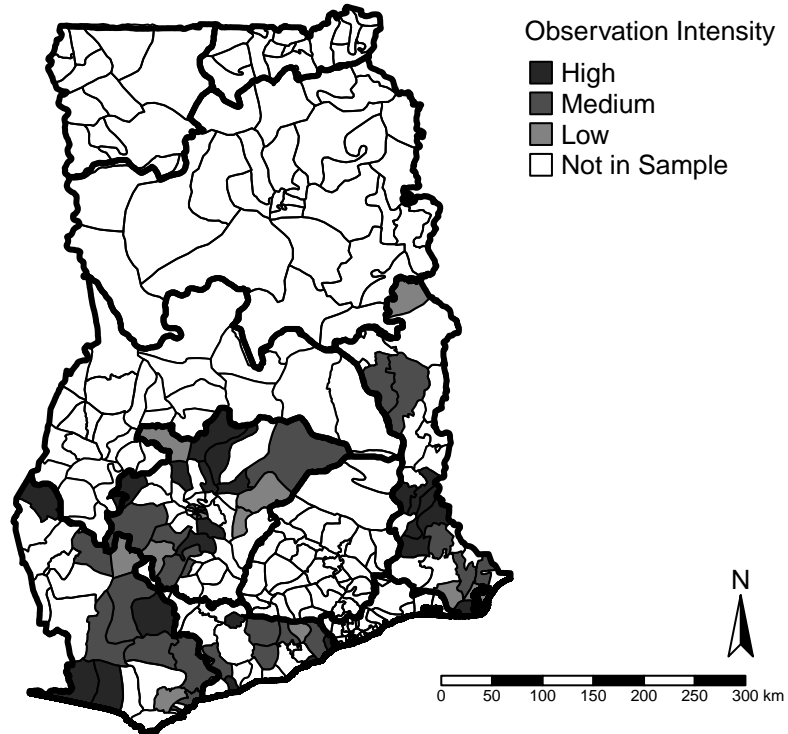 Observation Intensity
High
Medium
Low
Not in Sample
N
0 50 100 150 200 250 300 km